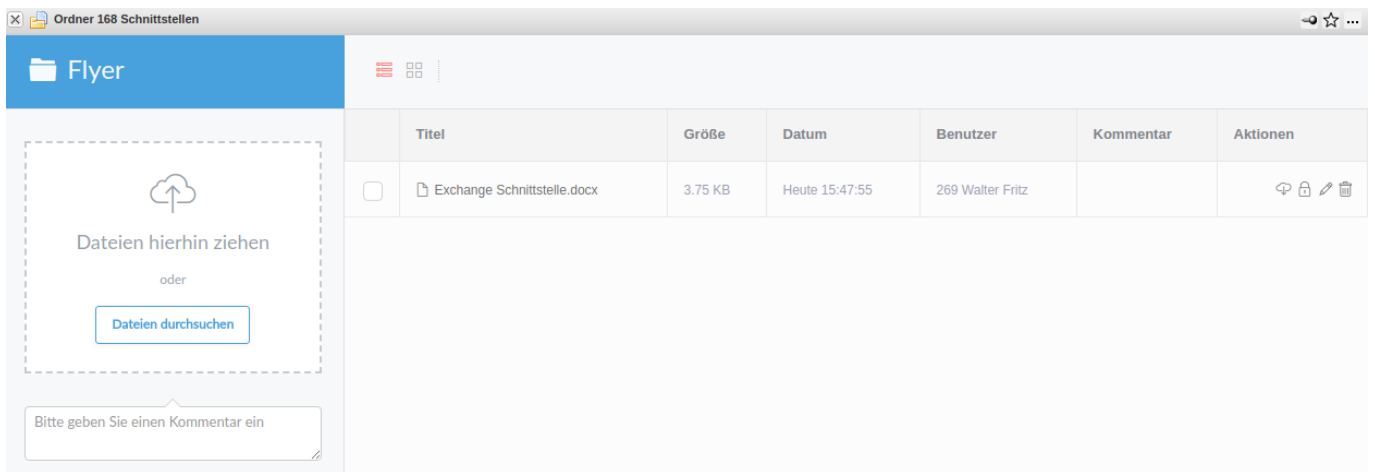 Ordner 168 Schnittstellen
Flyer
Titel Größe Datum Benutzer Kommentar Aktionen
Exchange Schnittstelle.docx 3.75 KB Heute 15:47:55 269 Walter Fritz
Dateien hierhin ziehen
oder
Dateien durchsuchen
Bitte geben Sie einen Kommentar ein